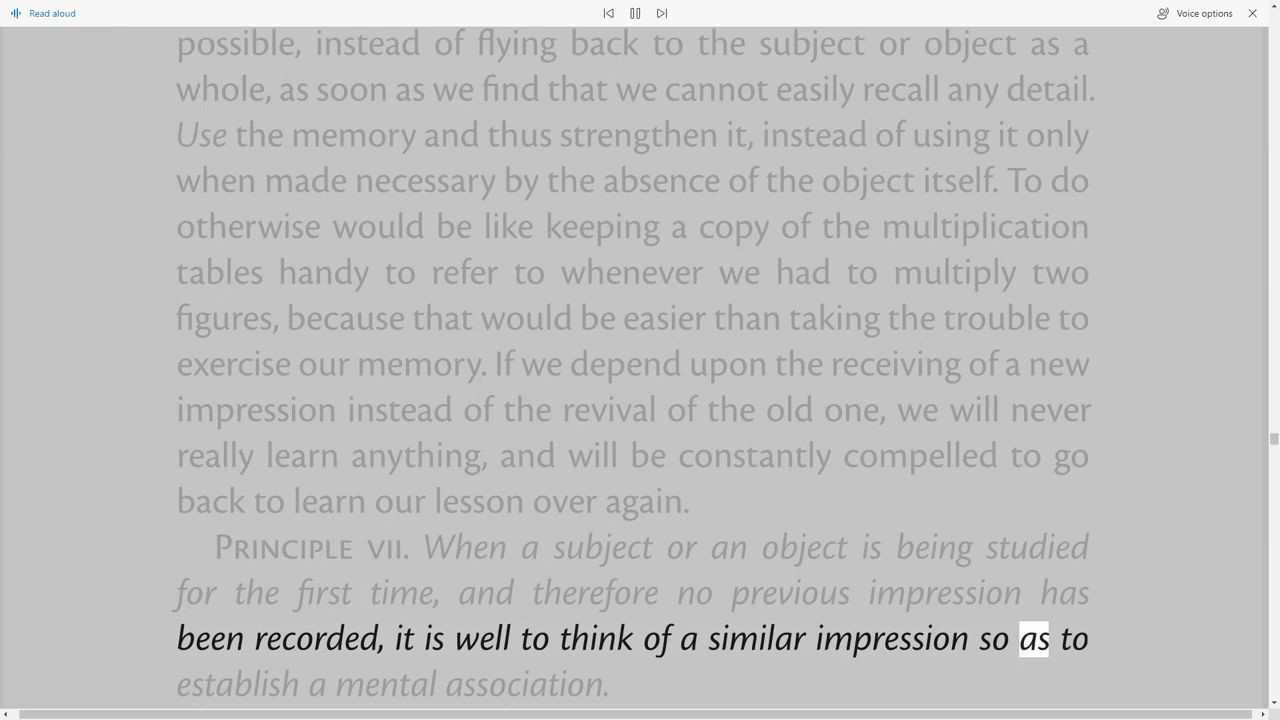 Read aloud
Voice options
possible, instead of flying back to the subject or object as a
whole, as soon as we find that we cannot easily recall any detail.
Use the memory and thus strengthen it, instead of using it only
when made necessary by the absence of the object itself. To do
otherwise would be like keeping a copy of the multiplication
tables handy to refer to whenever we had to multiply two
figures, because that would be easier than taking the trouble to
exercise our memory. If we depend upon the receiving of a new
impression instead of the revival of the old one, we will never
really learn anything, and will be constantly compelled to go
back to learn our lesson over again.
PRINCIPLE VII. When a subject or an object is being studied
for the first time, and therefore no previous impression has
been recorded, it is well to think of a similar impression so as to
establish a mental association.